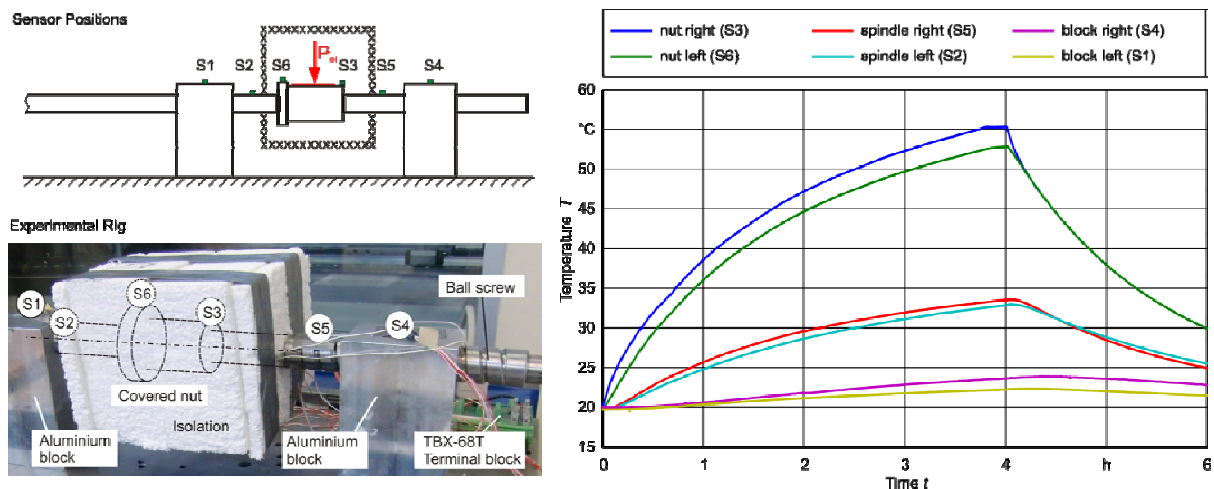 Sensor Positions
S1 S2 S6 P_el S3 S5 S4
Experimental Rig
S1
S2
S6
S3
S5
S4
Ball screw
Covered nut
Isolation
Aluminium
block
Aluminium
block
TBX-68T
Terminal block
nut right (S3)
spindle right (S5)
block right (S4)
nut left (S6)
spindle left (S2)
block left (S1)
60
°C
50
45
40
35
30
25
20
15
Temperature T
0 1 2 3 4 h 6
Time t